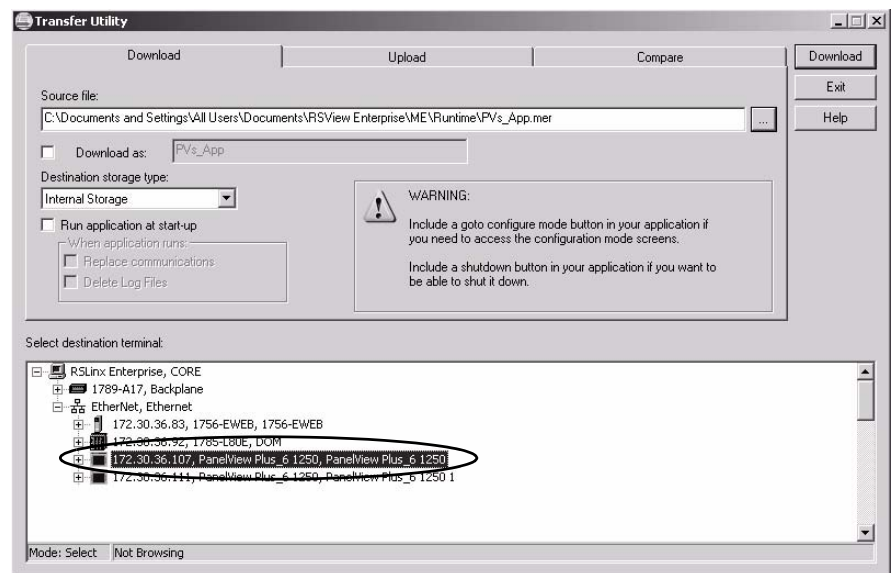 Transfer Utility
Download
Upload
Compare
Download
Exit
Help
Source file:
C:\Documents and Settings\All Users\Documents\RSView Enterprise\ME\Runtime\PVs_App.mer
...
Download as:
PVs_App
Destination storage type:
Internal Storage
Run application at start-up
When application runs:
Replace communications
Delete Log Files
WARNING:
Include a goto configure mode button in your application if
you need to access the configuration mode screens.
Include a shutdown button in your application if you want to
be able to shut it down.
Select destination terminal:
RSLinx Enterprise, CORE
1789-A17, Backplane
EtherNet, Ethernet
172.30.36.83, 1756-EWEB, 1756-EWEB
172.30.36.92, 1785-L80E, DOM
172.30.36.107, PanelView Plus_6 1250, PanelView Plus_6 1250
172.30.36.111, PanelView Plus_6 1250, PanelView Plus_6 1250 1
Mode: Select
Not Browsing